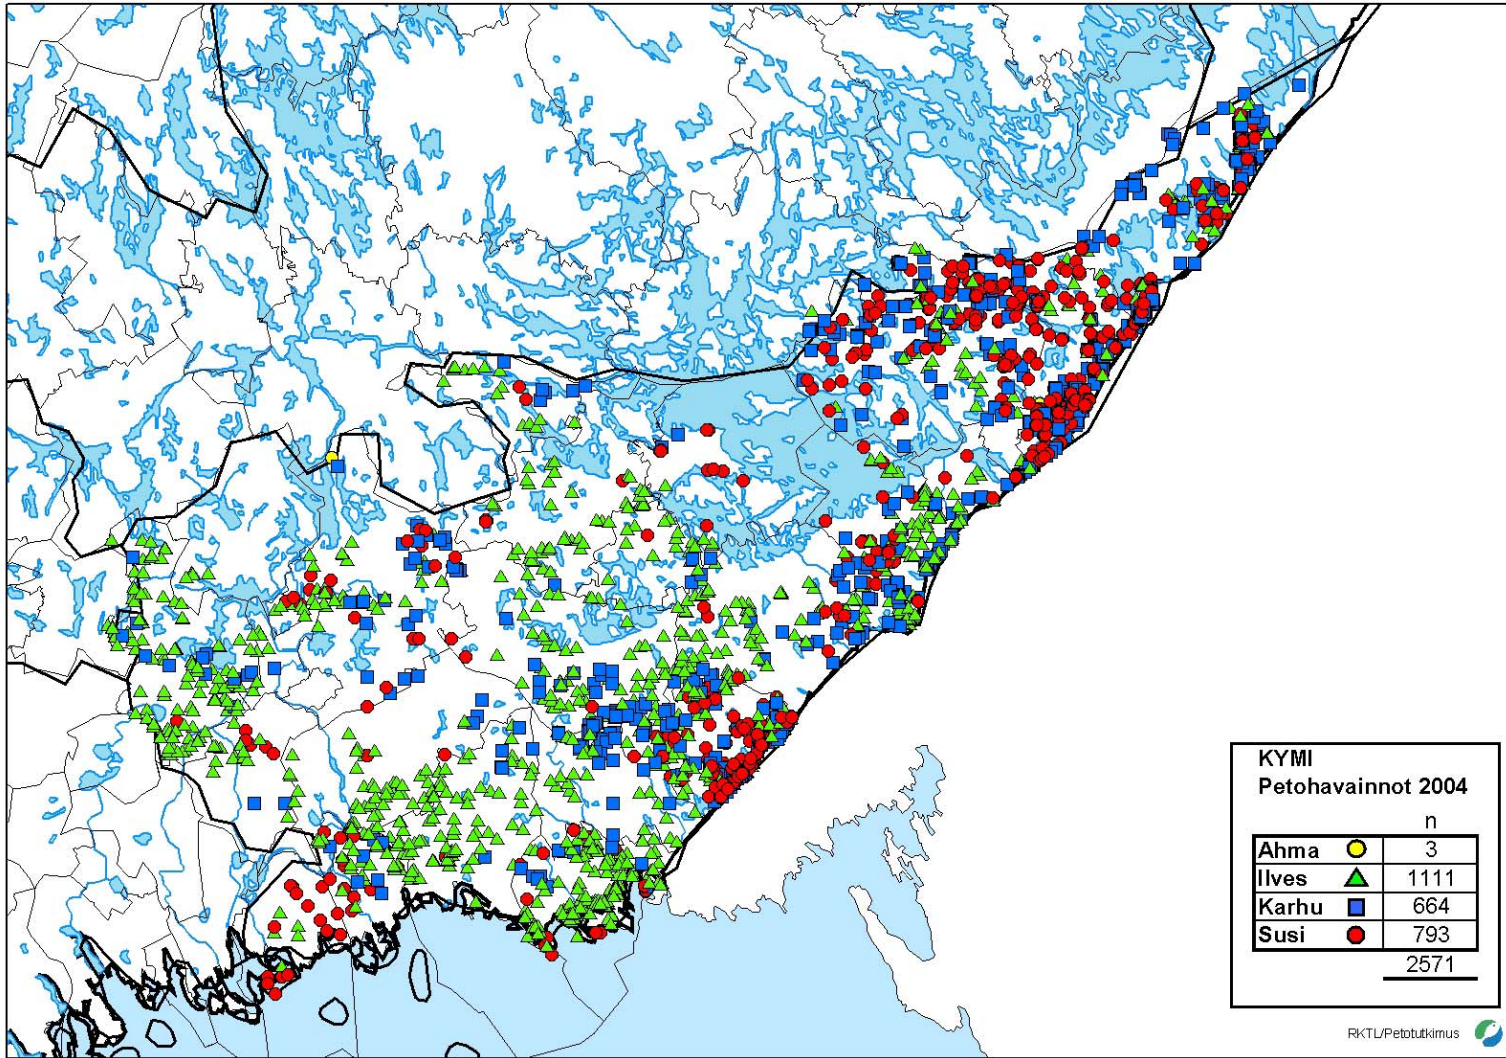 KYMI
Petohavainnot 2004
n
Ahma 3
Ilves 1111
Karhu 664
Susi 793
2571
RKTL/Petotutkimus